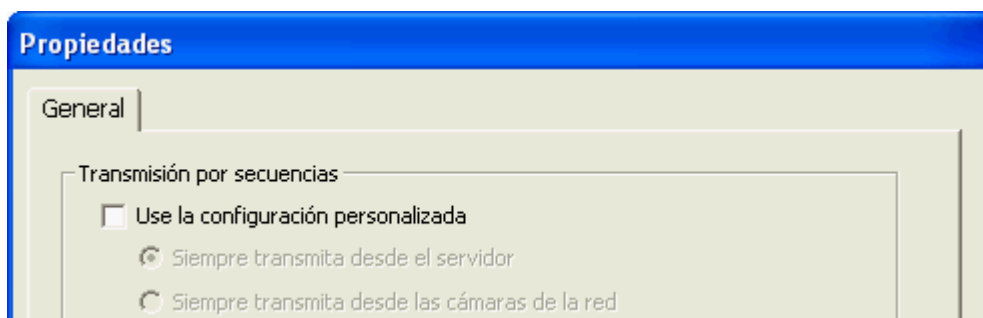 Propiedades
General
Transmisión por secuencias
Use la configuración personalizada
Siempre transmita desde el servidor
Siempre transmita desde las cámaras de la red